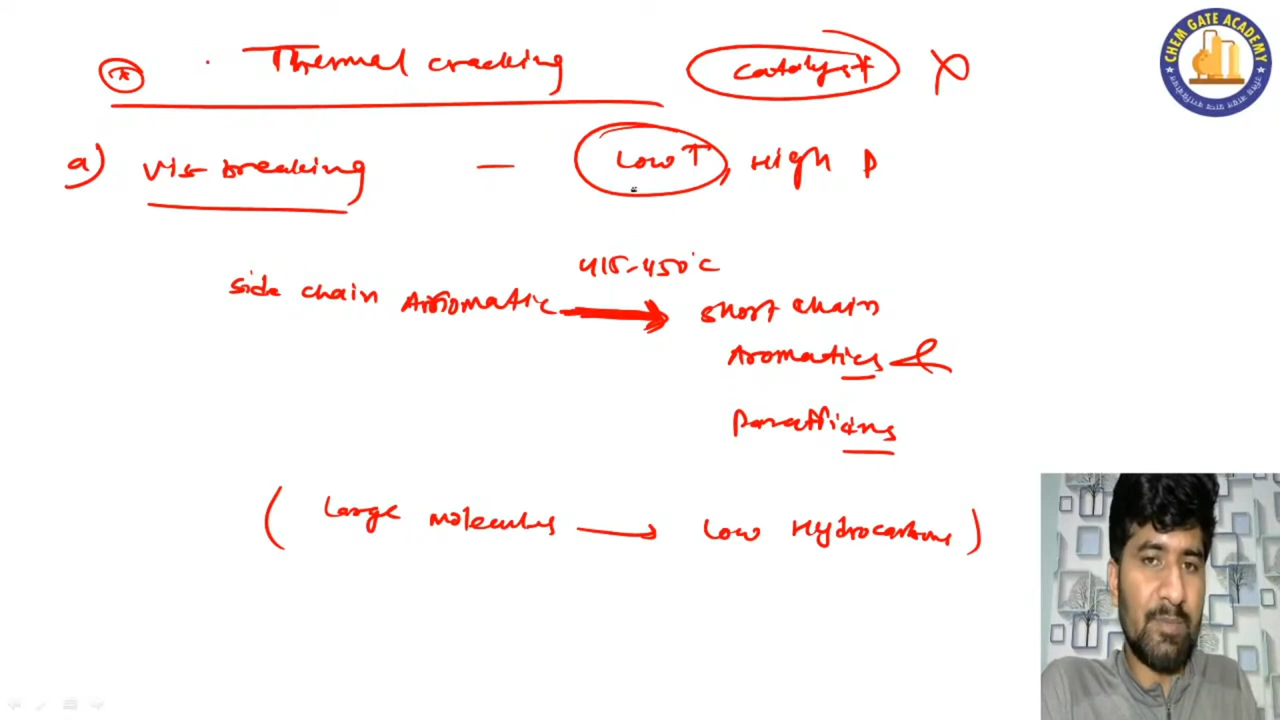 Thermal cracking catalyst X
a) Vis breaking — Low T, High P
415-450°C
side chain Aromatic → short chain
Aromatics &
Paraffins
( Large Molecules → Low Hydrocarbons )
CHEM GATE ACADEMY